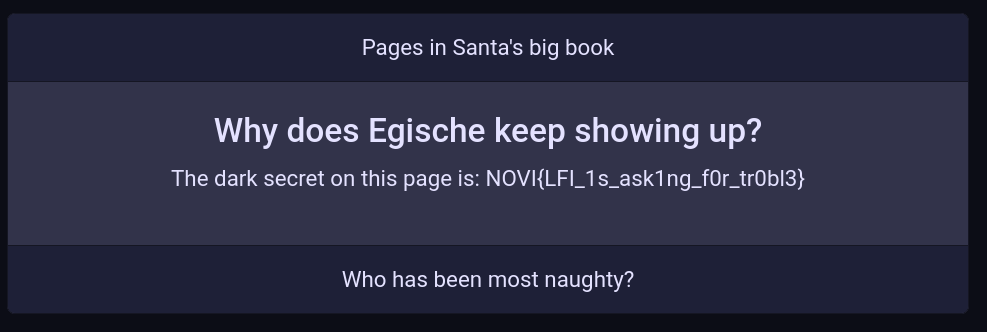 Pages in Santa's big book
Why does Egische keep showing up?
The dark secret on this page is: NOVI{LFI_1s_ask1ng_f0r_tr0bl3}
Who has been most naughty?